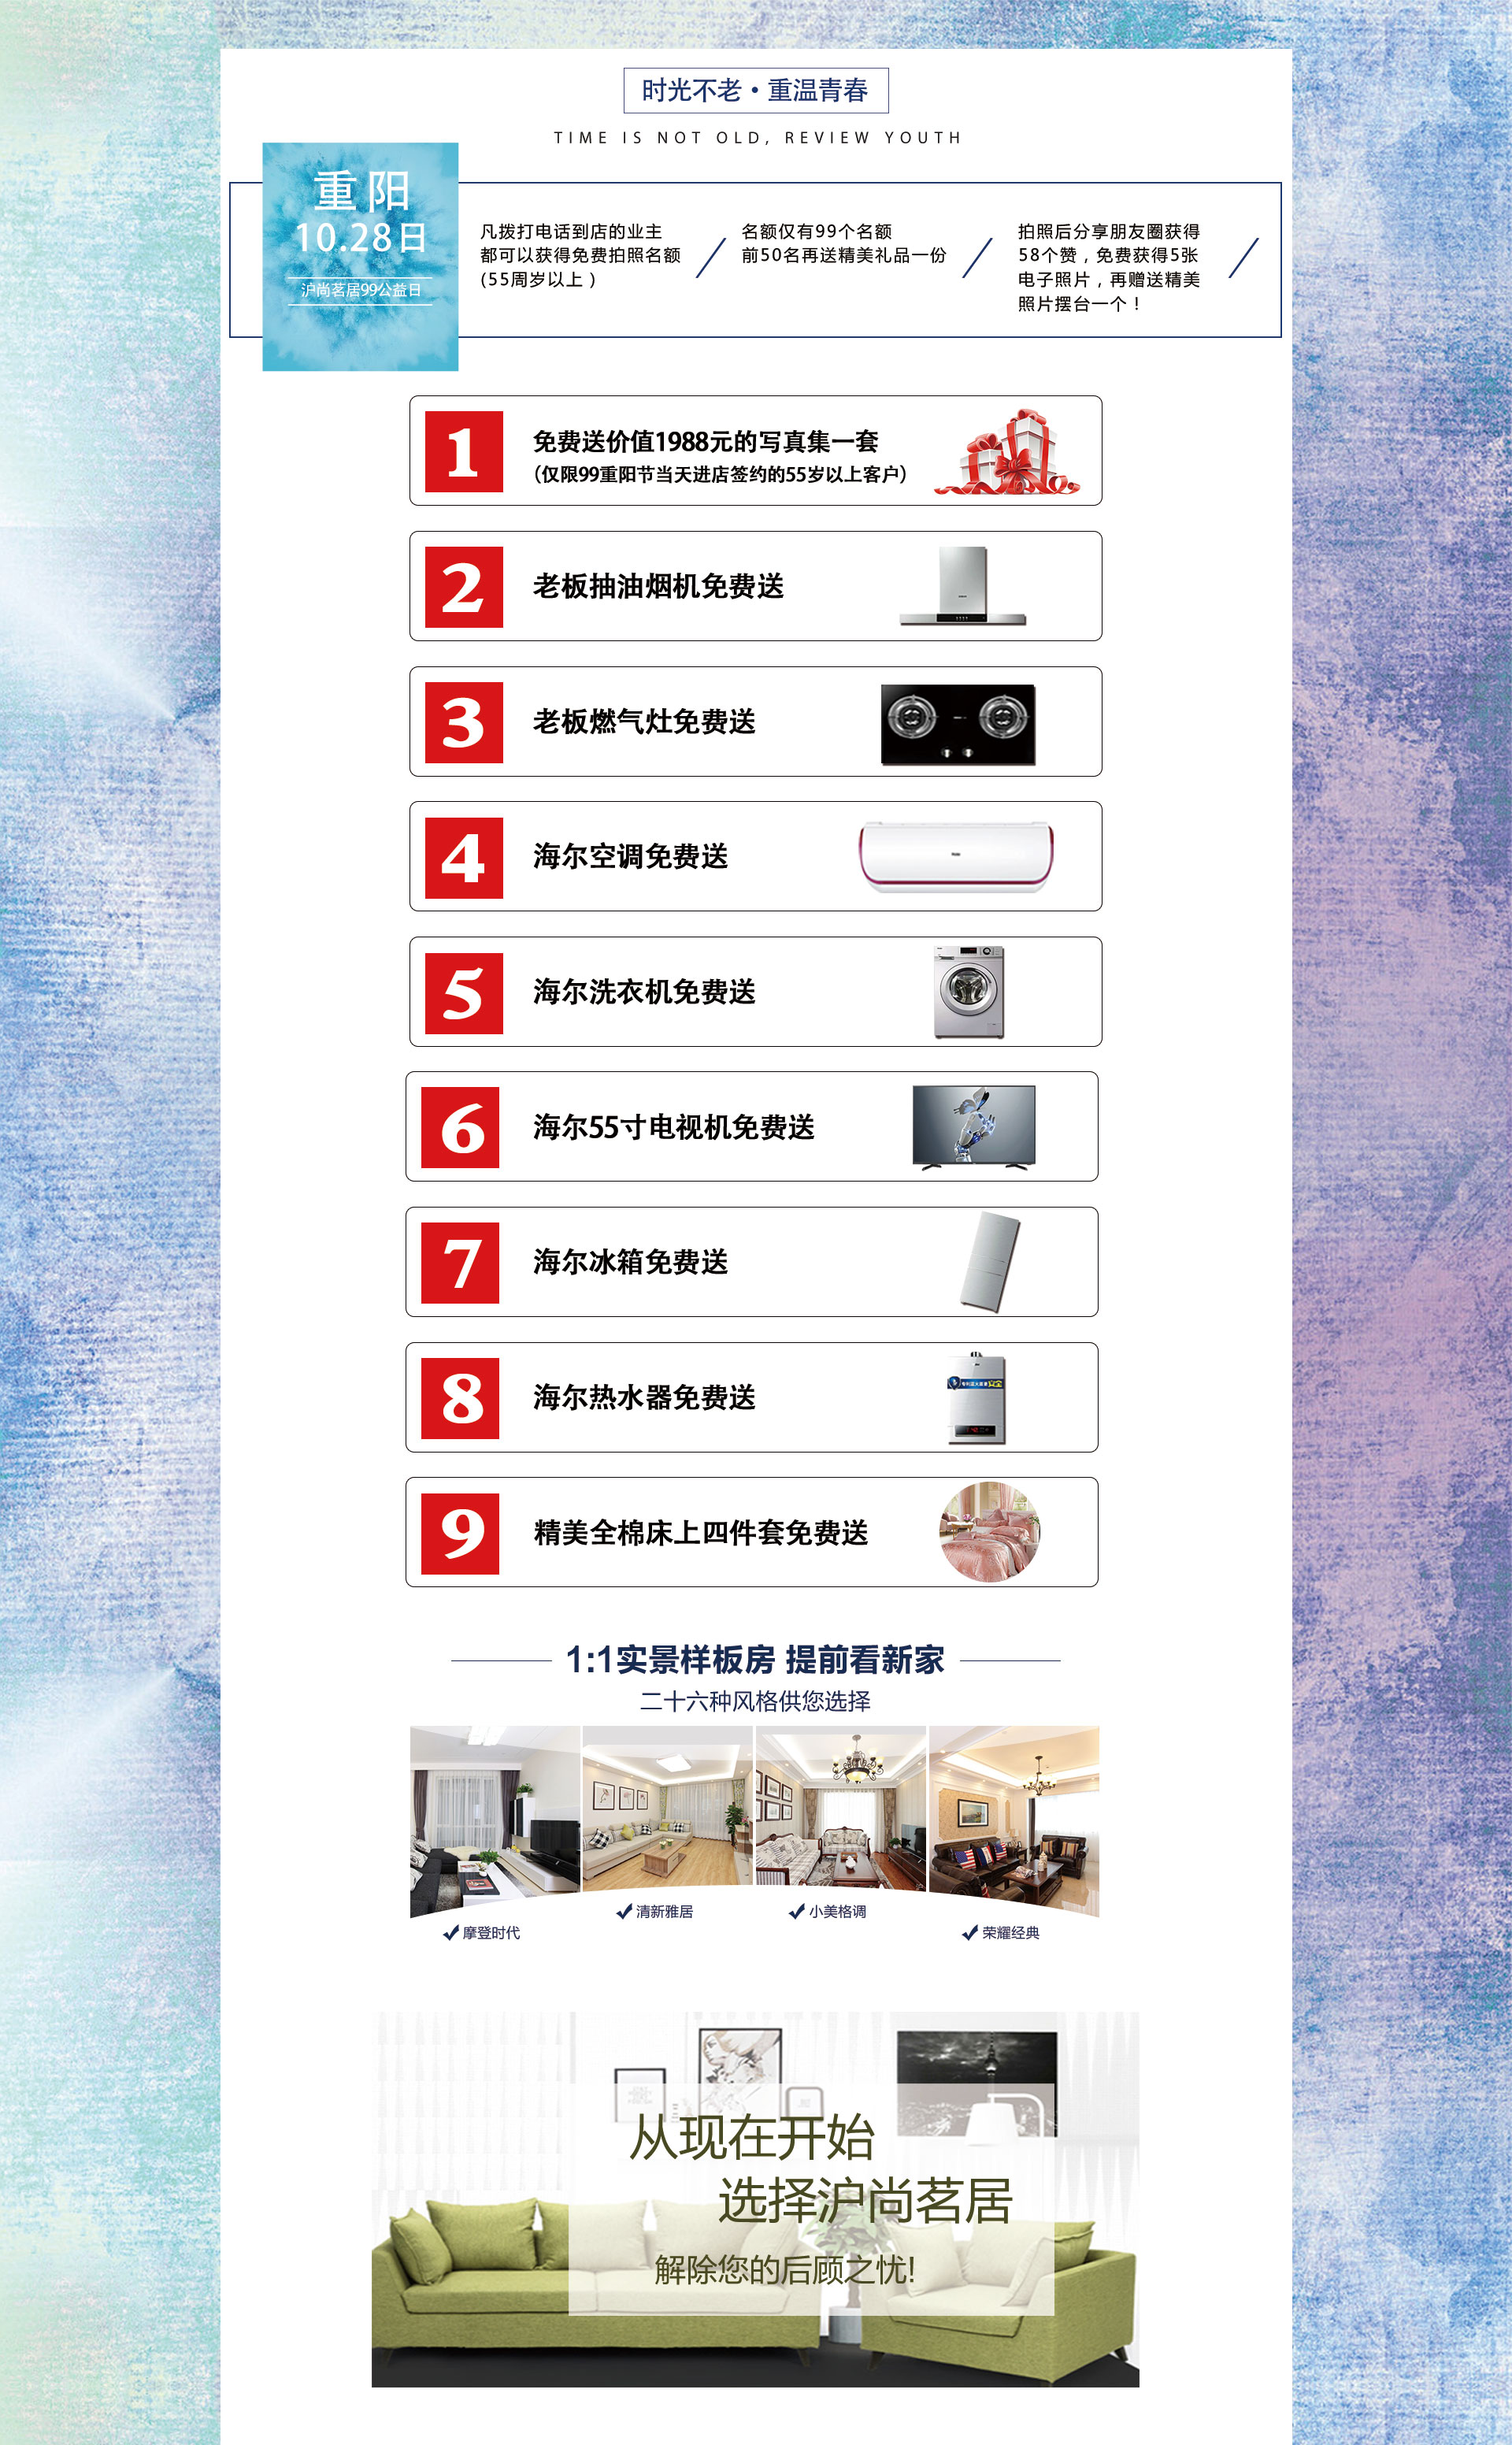 时光不老·重温青春
TIME IS NOT OLD, REVIEW YOUTH
重阳
10.28日
沪尚茗居99公益日
凡拨打电话到店的业主
都可以获得免费拍照名额
(55周岁以上)
名额仅有99个名额
前50名再送精美礼品一份
拍照后分享朋友圈获得
58个赞，免费获得5张
电子照片，再赠送精美
照片摆台一个！
1
免费送价值1988元的写真集一套
（仅限99重阳节当天进店签约的55岁以上客户）
2
老板抽油烟机免费送
3
老板燃气灶免费送
4
海尔空调免费送
5
海尔洗衣机免费送
6
海尔55寸电视机免费送
7
海尔冰箱免费送
8
海尔热水器免费送
9
精美全棉床上四件套免费送
1:1实景样板房 提前看新家
二十六种风格供您选择
摩登时代
清新雅居
小美格调
荣耀经典
从现在开始
选择沪尚茗居
解除您的后顾之忧!